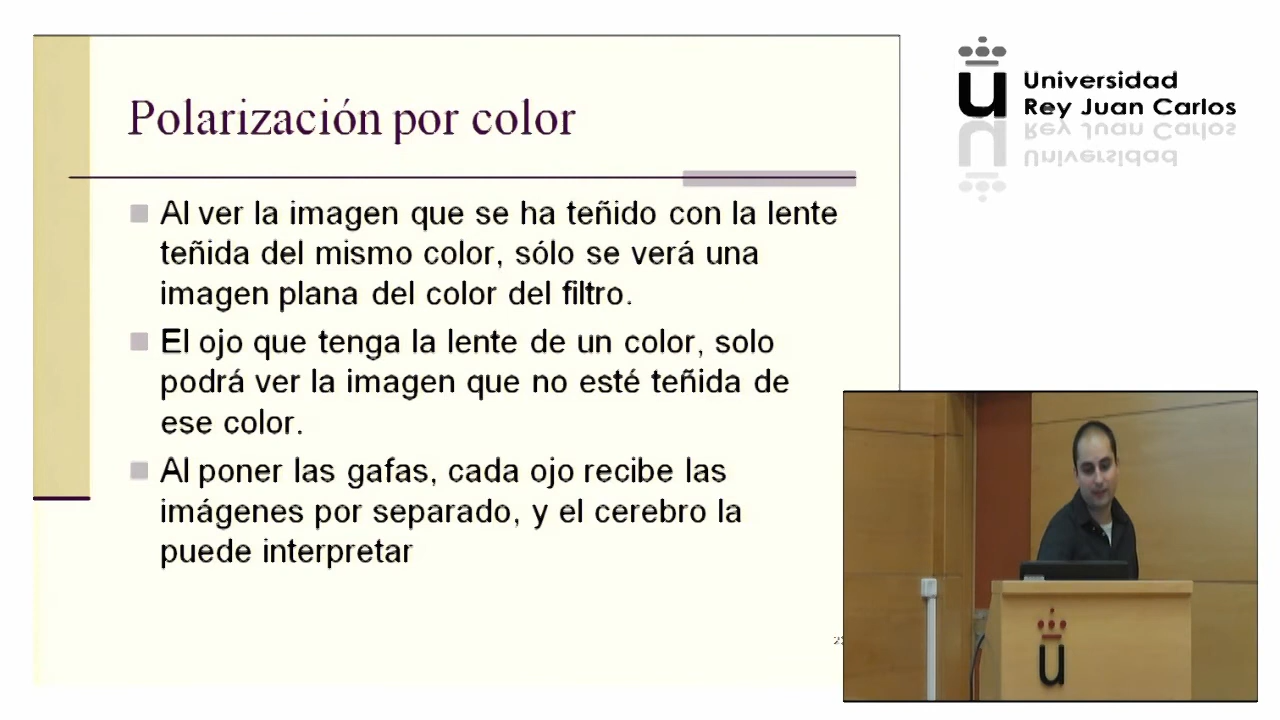 Polarización por color
Al ver la imagen que se ha teñido con la lente
teñida del mismo color, sólo se verá una
imagen plana del color del filtro.
El ojo que tenga la lente de un color, solo
podrá ver la imagen que no esté teñida de
ese color.
Al poner las gafas, cada ojo recibe las
imágenes por separado, y el cerebro la
puede interpretar
Universidad
Rey Juan Carlos
u
u